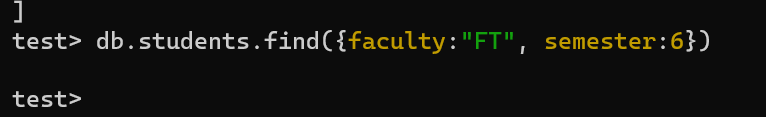 ]
test> db.students.find({faculty:"FT", semester:6})
test>